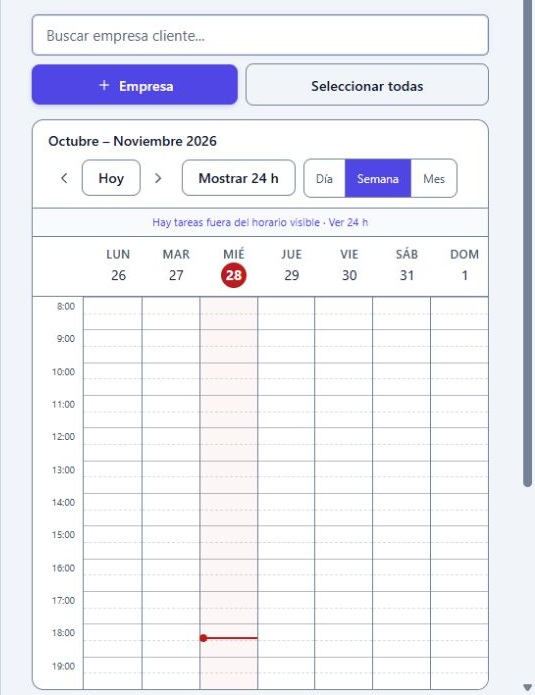 Buscar empresa cliente...
+ Empresa
Seleccionar todas
Octubre – Noviembre 2026
Hoy
Mostrar 24 h
Día
Semana
Mes
Hay tareas fuera del horario visible · Ver 24 h
LUN MAR MIÉ JUE VIE SÁB DOM
26 27 28 29 30 31 1
8:00
9:00
10:00
11:00
12:00
13:00
14:00
15:00
16:00
17:00
18:00
19:00